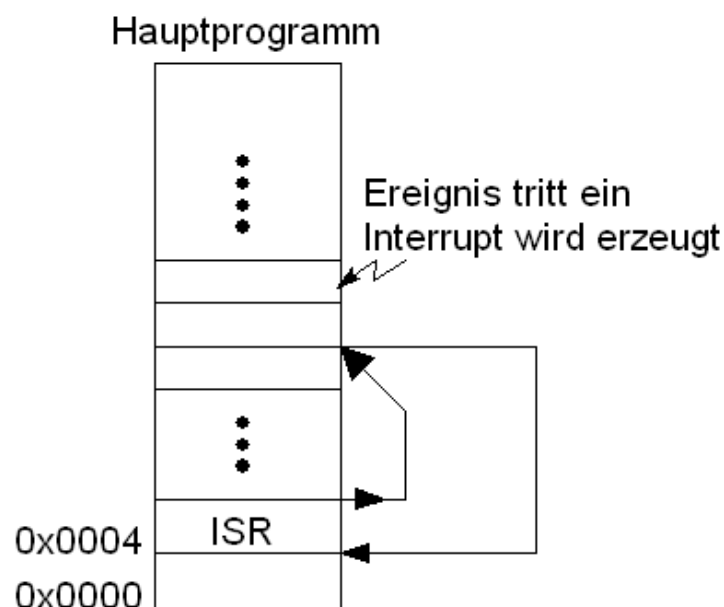 Hauptprogramm
Ereignis tritt ein
Interrupt wird erzeugt
ISR
0x0004
0x0000